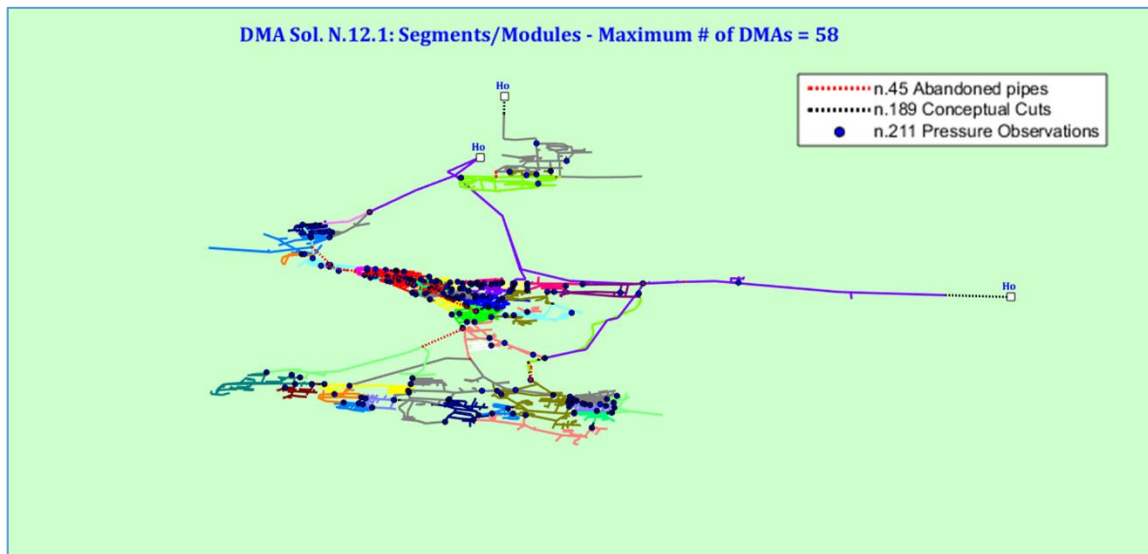 DMA Sol. N.12.1: Segments/Modules - Maximum # of DMAs = 58
Ho
n.45 Abandoned pipes
n.189 Conceptual Cuts
n.211 Pressure Observations
Ho
Ho